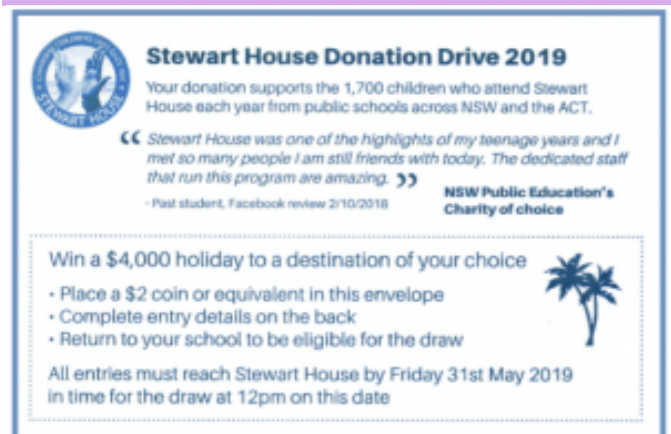 Stewart House Donation Drive 2019
Your donation supports the 1,700 children who attend Stewart
House each year from public schools across NSW and the ACT.
“ Stewart House was one of the highlights of my teenage years and I
met so many people I am still friends with today. The dedicated staff
that run this program are amazing. ”
- Past student, Facebook review 2/10/2018
NSW Public Education's
Charity of choice
STEWART HOUSE
Win a $4,000 holiday to a destination of your choice
• Place a $2 coin or equivalent in this envelope
• Complete entry details on the back
• Return to your school to be eligible for the draw
All entries must reach Stewart House by Friday 31st May 2019
in time for the draw at 12pm on this date